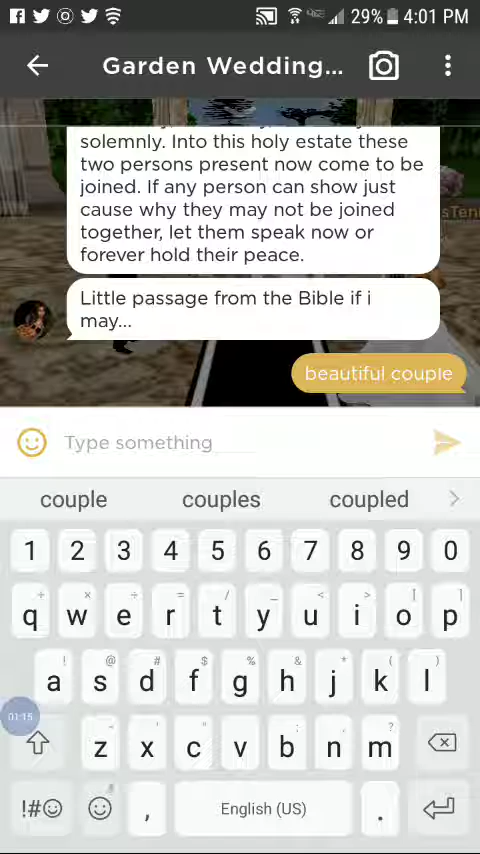 29% 4:01 PM
Garden Wedding...
solemnly. Into this holy estate these
two persons present now come to be
joined. If any person can show just
cause why they may not be joined
together, let them speak now or
forever hold their peace.
Little passage from the Bible if i
may...
beautiful couple
Type something
couple couples coupled
1 2 3 4 5 6 7 8 9 0
q w e r t y u i o p
a s d f g h j k l
01:15
z x c v b n m
!#☺ , English (US) .